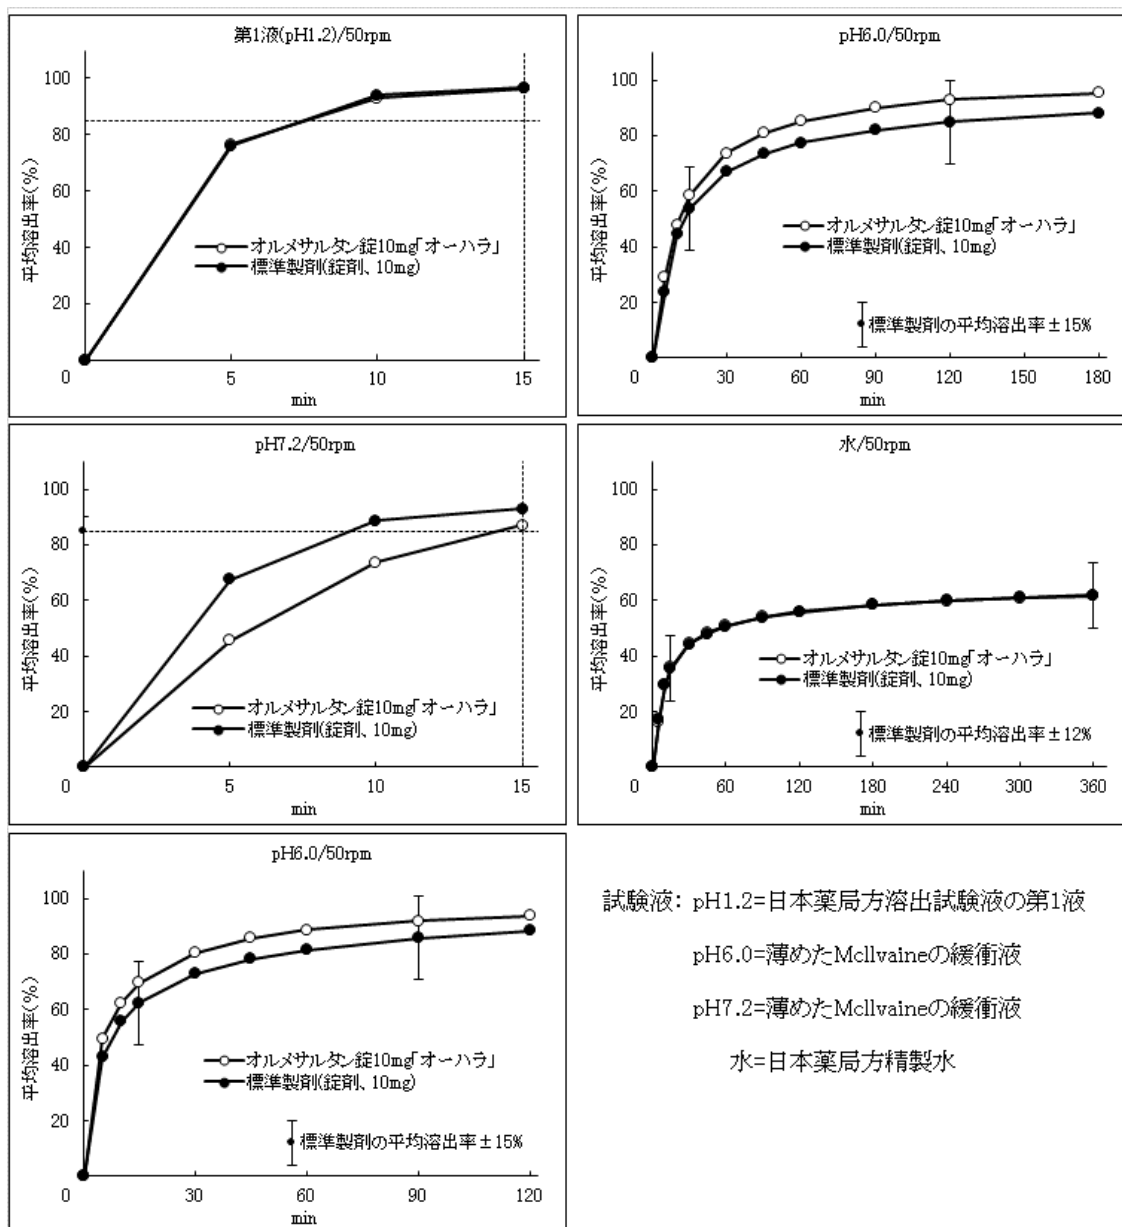 第1液(pH1.2)/50rpm
平均溶出率(%)
100
80
60
40
20
0
5
10
15
min
オルメサルタン錠10mg「オーハラ」
標準製剤(錠剤、10mg)
pH6.0/50rpm
平均溶出率(%)
100
80
60
40
20
0
30
60
90
120
150
180
min
オルメサルタン錠10mg「オーハラ」
標準製剤(錠剤、10mg)
標準製剤の平均溶出率±15%
pH7.2/50rpm
平均溶出率(%)
100
80
60
40
20
0
5
10
15
min
オルメサルタン錠10mg「オーハラ」
標準製剤(錠剤、10mg)
水/50rpm
平均溶出率(%)
100
80
60
40
20
0
60
120
180
240
300
360
min
オルメサルタン錠10mg「オーハラ」
標準製剤(錠剤、10mg)
標準製剤の平均溶出率±12%
pH6.0/50rpm
平均溶出率(%)
100
80
60
40
20
0
30
60
90
120
min
オルメサルタン錠10mg「オーハラ」
標準製剤(錠剤、10mg)
標準製剤の平均溶出率±15%
試験液: pH1.2=日本薬局方溶出試験液の第1液
pH6.0=薄めたMcIlvaineの緩衝液
pH7.2=薄めたMcIlvaineの緩衝液
水=日本薬局方精製水